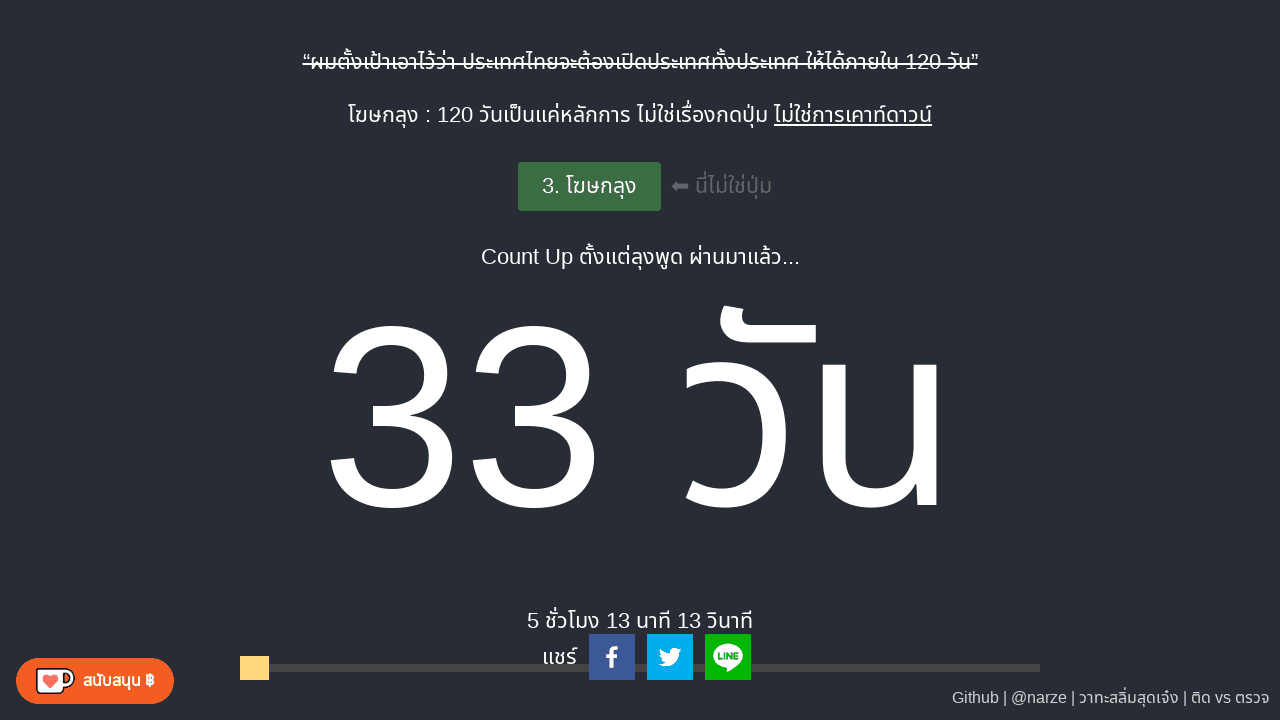 “ผมตั้งเป้าเอาไว้ว่า ประเทศไทยจะต้องเปิดประเทศทั้งประเทศ ให้ได้ภายใน 120 วัน”
โฆษกลุง : 120 วันเป็นแค่หลักการ ไม่ใช่เรื่องกดปุ่ม ไม่ใช่การเคาท์ดาวน์
3. โฆษกลุง ⬅ นี่ไม่ใช่ปุ่ม
Count Up ตั้งแต่ลุงพูด ผ่านมาแล้ว...
33 วัน
5 ชั่วโมง 13 นาที 13 วินาที
แชร์ LINE
สนับสนุน ฿
Github | @narze | วาทะสลิ่มสุดเจ๋ง | ติด vs ตรวจ